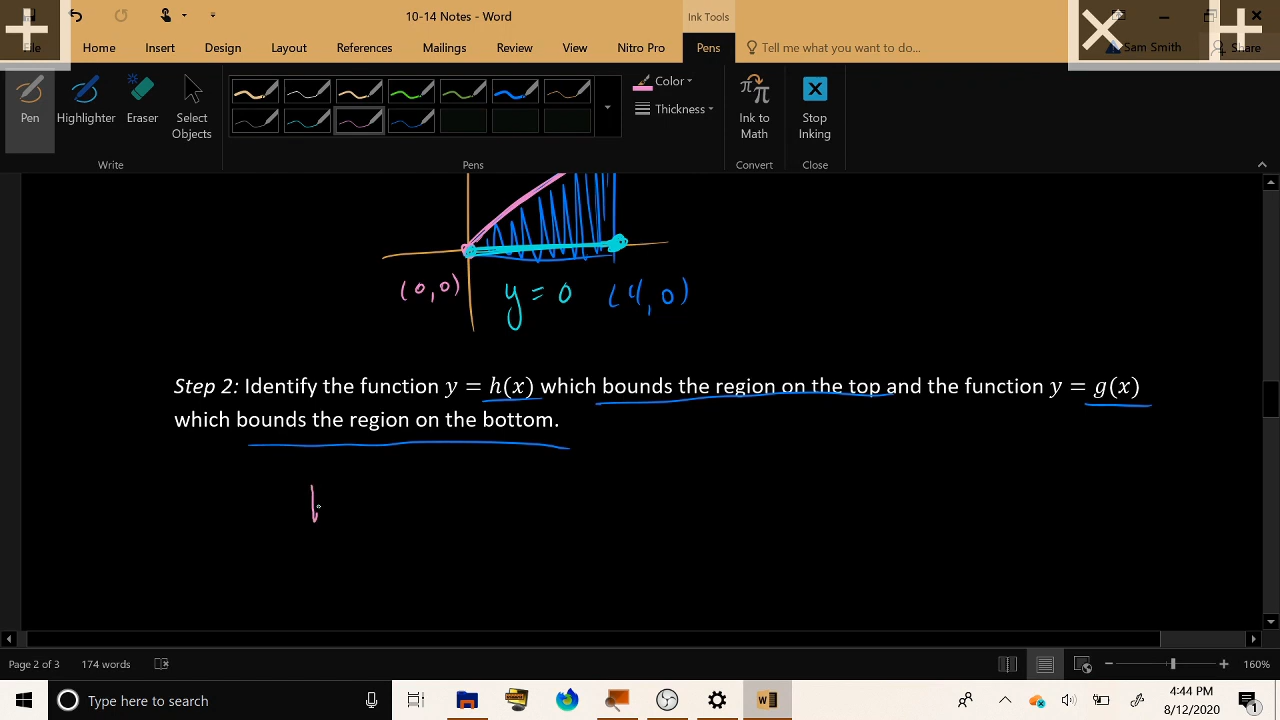 10-14 Notes - Word
Ink Tools
File Home Insert Design Layout References Mailings Review View Nitro Pro Pens Tell me what you want to do... Sam Smith Share
Pen Highlighter Eraser Select Objects
Color
Thickness
Ink to Math
Stop Inking
Write Pens Convert Close
(0,0) y = 0 (4,0)
Step 2: Identify the function y = h(x) which bounds the region on the top and the function y = g(x)
which bounds the region on the bottom.
Page 2 of 3 174 words 160%
Type here to search
4:44 PM
8/12/2020
1